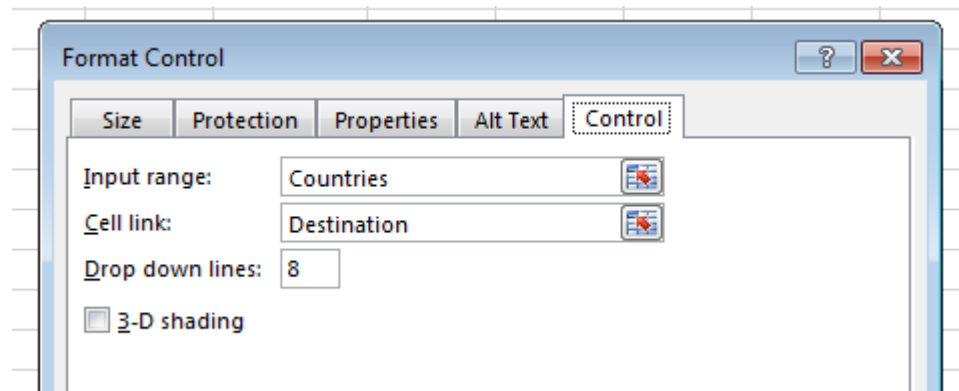 Format Control
Size Protection Properties Alt Text Control
Input range: Countries
Cell link: Destination
Drop down lines: 8
3-D shading